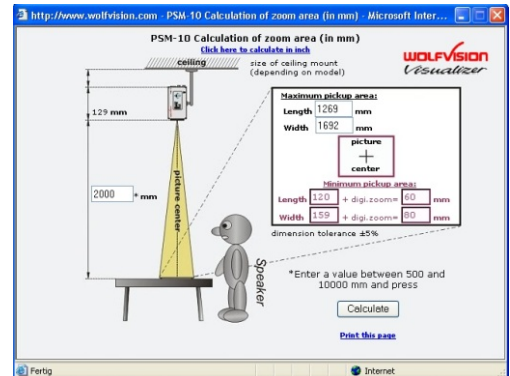 http://www.wolfvision.com - PSM-10 Calculation of zoom area (in mm) - Microsoft Inter...
PSM-10 Calculation of zoom area (in mm)
Click here to calculate in inch
WOLFVISION
Visualizer
ceiling
size of ceiling mount
(depending on model)
129 mm
Maximum pickup area:
Length 1269 mm
Width 1692 mm
picture
center
Minimum pickup area:
Length 120 + digi.zoom= 60 mm
Width 159 + digi.zoom= 80 mm
dimension tolerance ±5%
2000 * mm
picture center
Speaker
*Enter a value between 500 and
10000 mm and press
Calculate
Print this page
Fertig
Internet